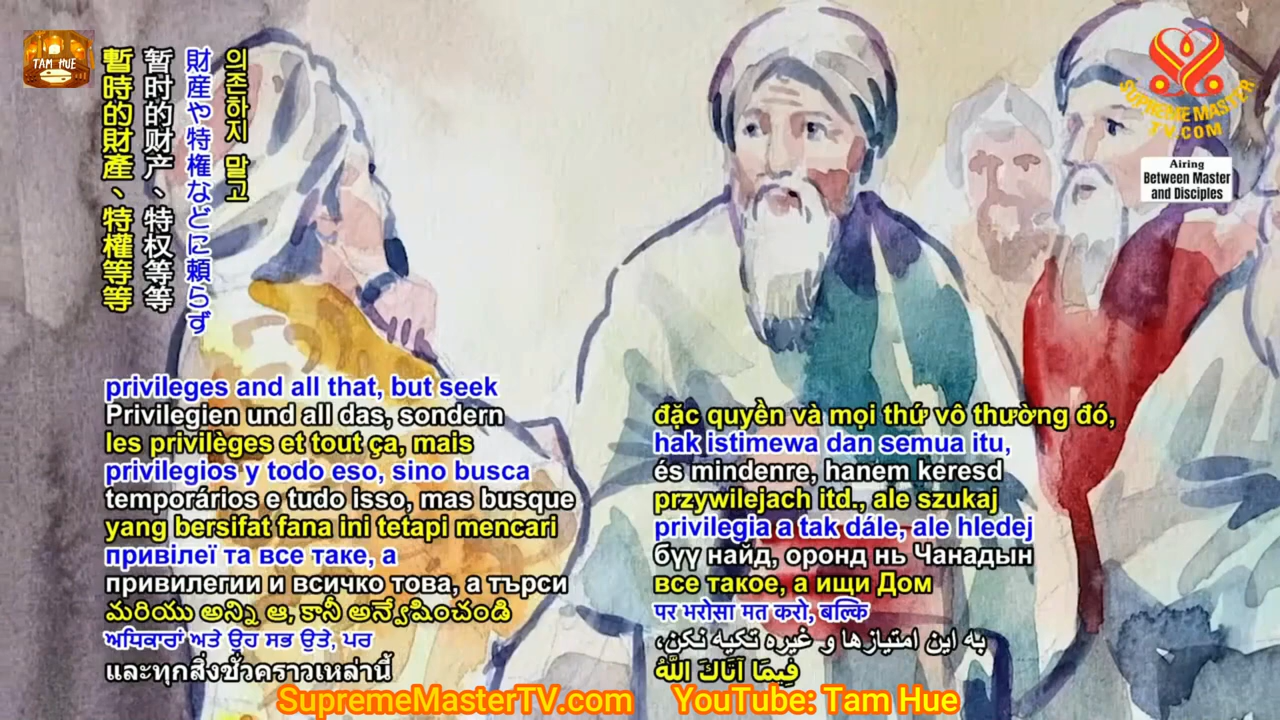 TAM HUE
의존하지 말고
財産や特権などに頼らず
暂时的财产、特权等等
暫時的財產、特權等等
SUPREME MASTER
TV.COM
Airing
Between Master
and Disciples
privileges and all that, but seek
Privilegien und all das, sondern
les privilèges et tout ça, mais
privilegios y todo eso, sino busca
temporários e tudo isso, mas busque
yang bersifat fana ini tetapi mencari
привілеї та все таке, а
привилегии и всичко това, а търси
మరియు అన్ని ఆ, కానీ అన్వేషించండి
ਅਧਿਕਾਰਾਂ ਅਤੇ ਉਹ ਸਭ ਉਤੇ, ਪਰ
และทุกสิ่งชั่วคราวเหล่านี้
đặc quyền và mọi thứ vô thường đó,
hak istimewa dan semua itu,
és mindenre, hanem keresd
przywilejach itd., ale szukaj
privilegia a tak dále, ale hledej
бүү найд, оронд нь Чанадын
все такое, а ищи Дом
पर भरोसा मत करो, बल्कि
به این امتیازها و غیره تکیه نکن،
فِيمَا آتَاكَ اللَّهُ
SupremeMasterTV.com YouTube: Tam Hue